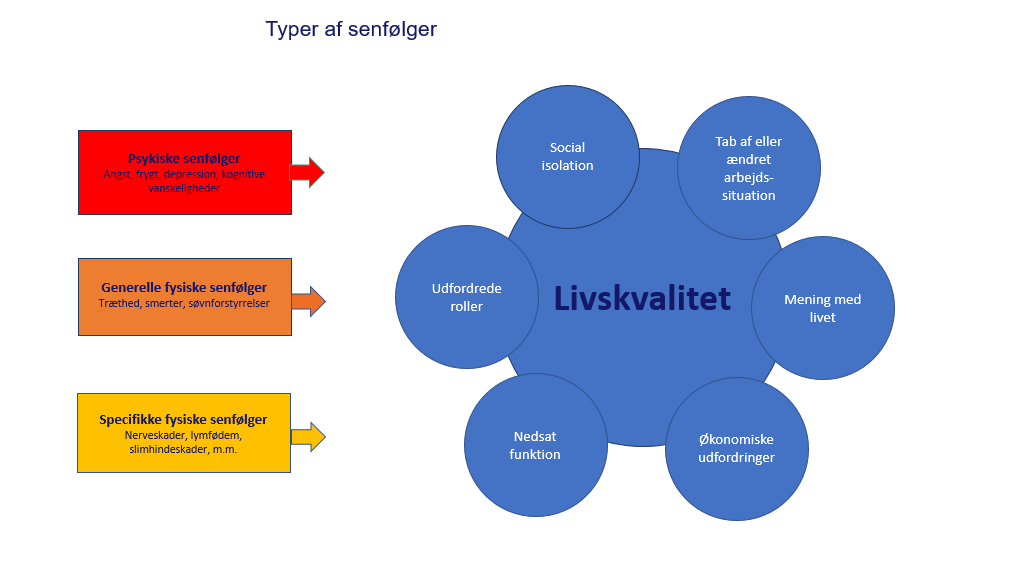 Typer af senfølger
Psykiske senfølger
Angst, frygt, depression, kognitive
vanskeligheder
Generelle fysiske senfølger
Træthed, smerter, søvnforstyrrelser
Specifikke fysiske senfølger
Nerveskader, lymfødem,
slimhindeskader, m.m.
Social
isolation
Tab af eller
ændret
arbejds-
situation
Udfordrede
roller
Livskvalitet
Mening med
livet
Nedsat
funktion
Økonomiske
udfordringer